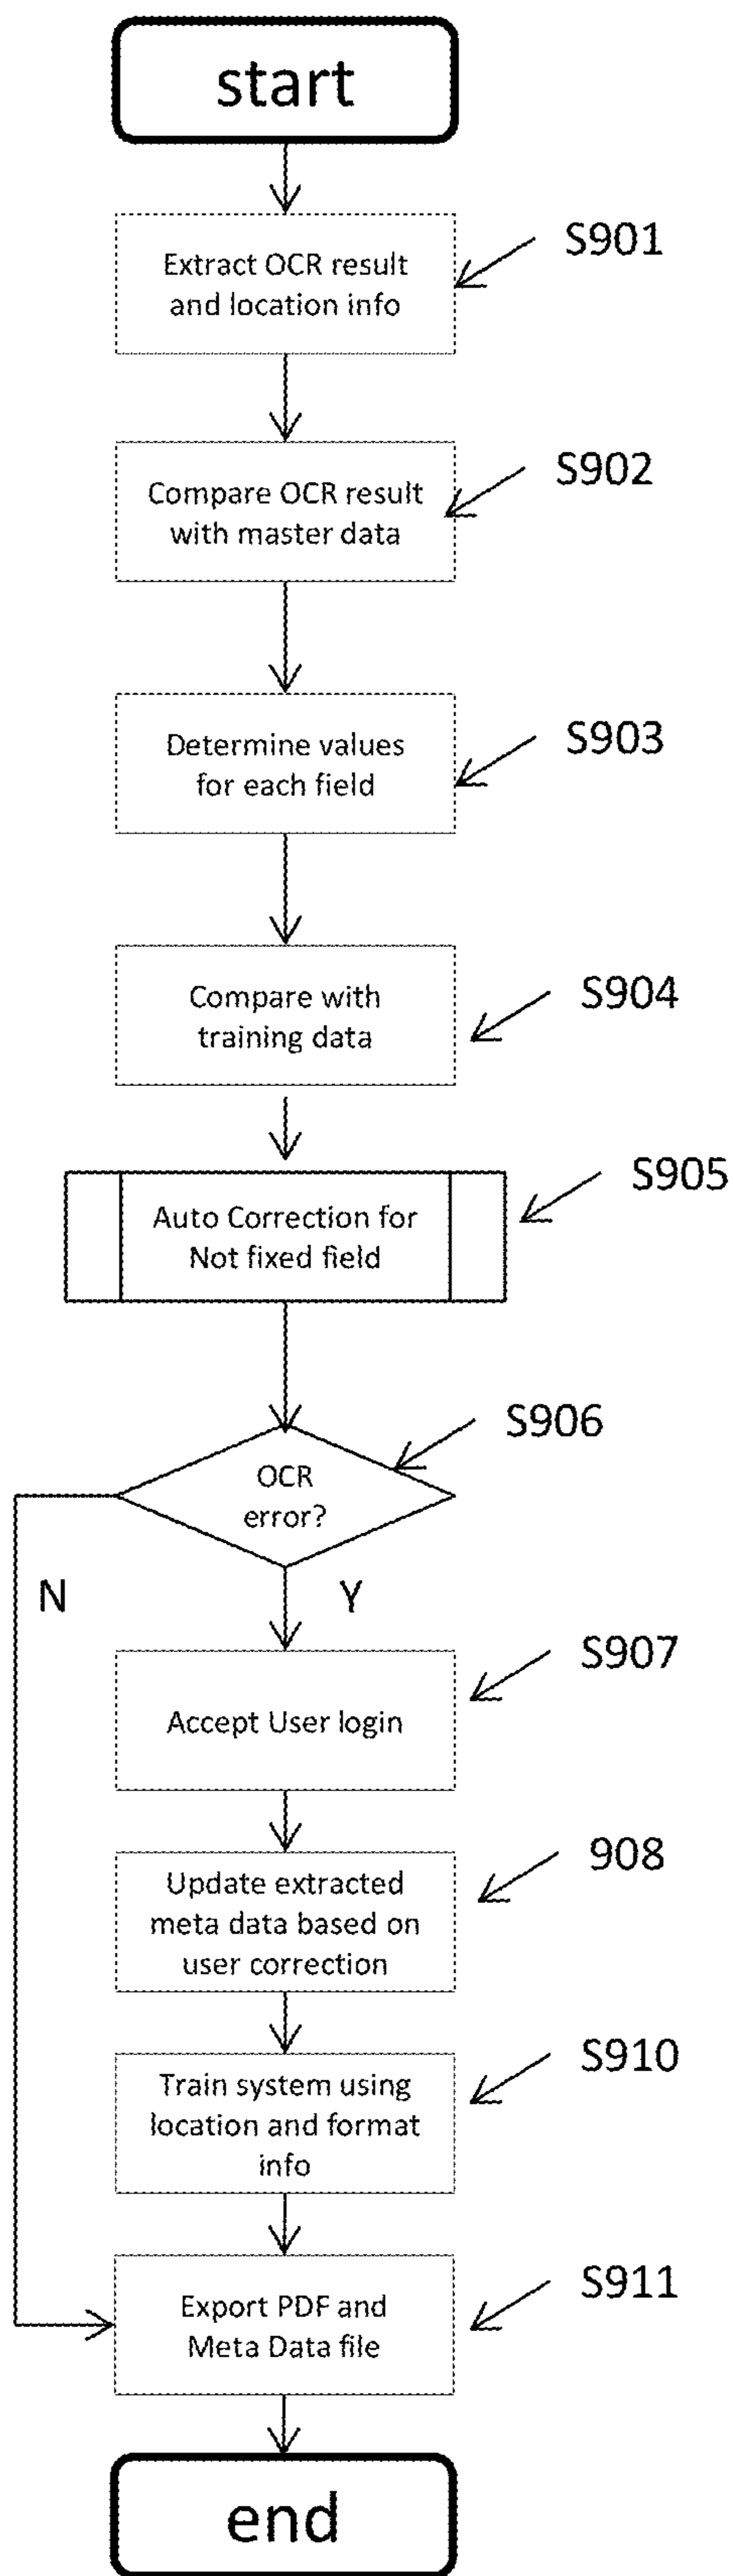 start
S901
Extract OCR result
and location info
S902
Compare OCR result
with master data
S903
Determine values
for each field
S904
Compare with
training data
S905
Auto Correction for
Not fixed field
S906
OCR
error?
N
Y
S907
Accept User login
908
Update extracted
meta data based on
user correction
S910
Train system using
location and format
info
S911
Export PDF and
Meta Data file
end